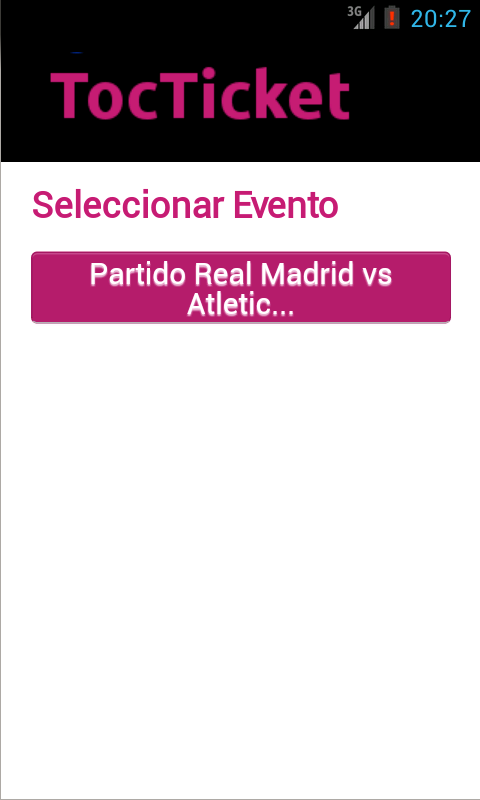 3G 20:27
TocTicket
Seleccionar Evento
Partido Real Madrid vs
Atletic...